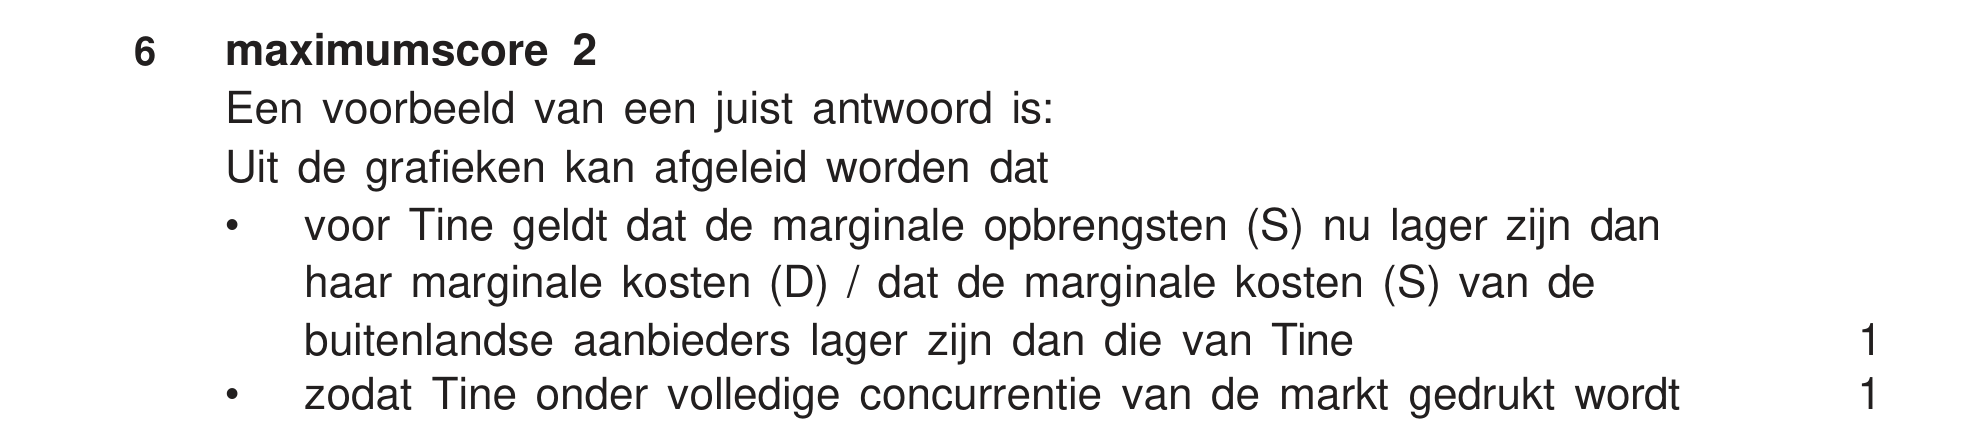 6 maximumscore 2
Een voorbeeld van een juist antwoord is:
Uit de grafieken kan afgeleid worden dat
• voor Tine geldt dat de marginale opbrengsten (S) nu lager zijn dan
haar marginale kosten (D) / dat de marginale kosten (S) van de
buitenlandse aanbieders lager zijn dan die van Tine 1
• zodat Tine onder volledige concurrentie van de markt gedrukt wordt 1